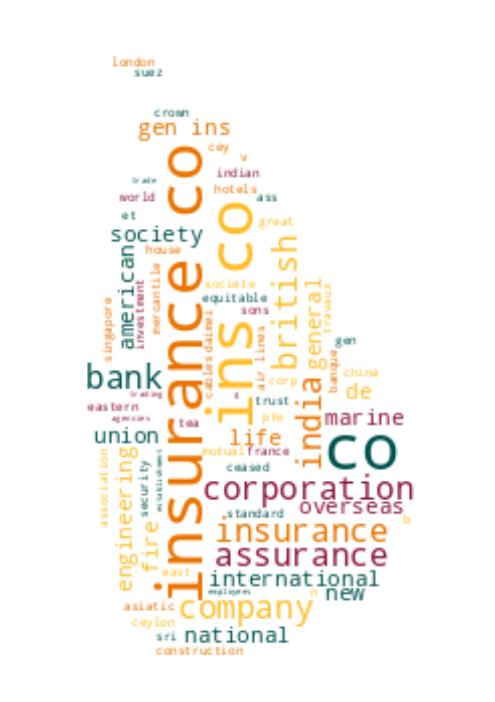 london
suez
crown
gen ins
cey
v
indian
trade
world
hotels
ass
et
great
society
insurance co
ins co
british
american
house
investment
mercantile
societe
equitable
general
travaux
singapore
sons
cables
daimei
air lines
gen
banque
bank
corp
china
de
trading
india
trust
eastern
agencies
tea
pte
marine
union
life
co
mutual
france
association
engineering
security
establishment
ceased
corporation
overseas
standard
b
fire
insurance
assurance
east
international
employees
n
new
asiatic
company
ceylon
sri
national
construction